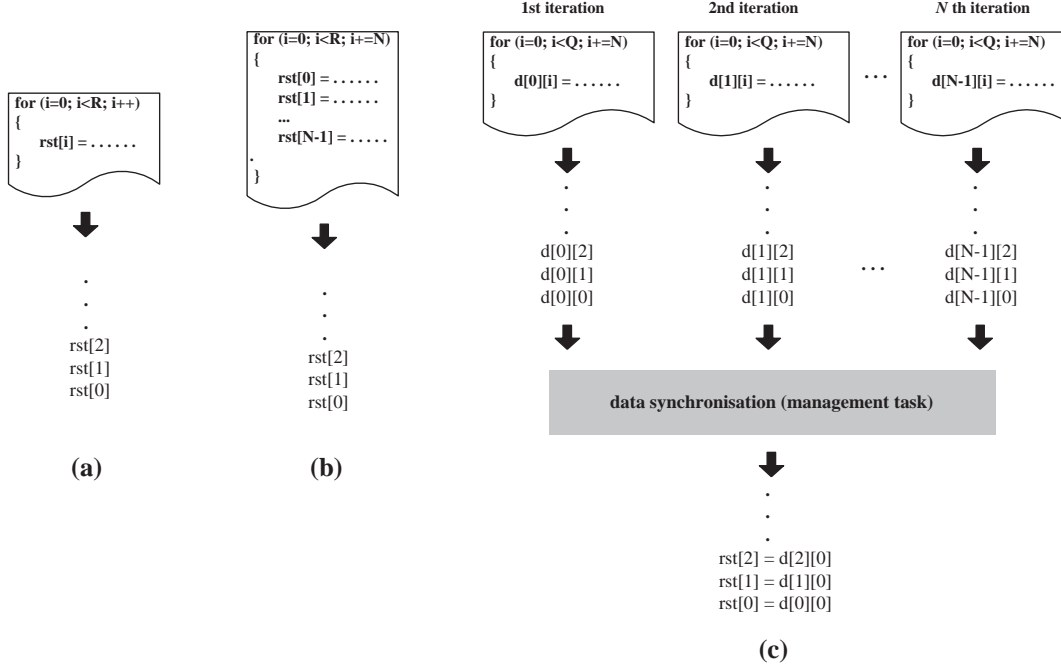 for (i=0; i<R; i++)
{
rst[i] = . . . . . .
}
.
.
.
rst[2]
rst[1]
rst[0]
(a)
for (i=0; i<R; i+=N)
{
rst[0] = . . . . . .
rst[1] = . . . . . .
...
rst[N-1] = . . . . .
.
}
.
.
.
rst[2]
rst[1]
rst[0]
(b)
1st iteration
for (i=0; i<Q; i+=N)
{
d[0][i] = . . . . . .
}
.
.
.
d[0][2]
d[0][1]
d[0][0]
2nd iteration
for (i=0; i<Q; i+=N)
{
d[1][i] = . . . . . .
}
.
.
.
d[1][2]
d[1][1]
d[1][0]
...
...
N th iteration
for (i=0; i<Q; i+=N)
{
d[N-1][i] = . . . . . .
}
.
.
.
d[N-1][2]
d[N-1][1]
d[N-1][0]
data synchronisation (management task)
.
.
.
rst[2] = d[2][0]
rst[1] = d[1][0]
rst[0] = d[0][0]
(c)